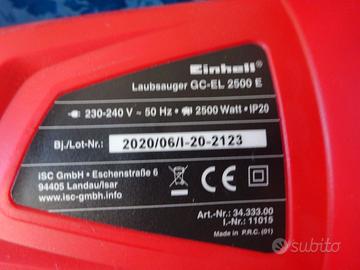 Einhell®
Laubsauger GC-EL 2500 E
230-240 V ~ 50 Hz • 2500 Watt • IP20
Bj./Lot-Nr.: 2020/06/I-20-2123
ISC GmbH • Eschenstraße 6
94405 Landau/Isar
www.isc-gmbh.info
Art.-Nr.: 34.333.00
I.-Nr.: 11015
Made in P.R.C. (01)
subito